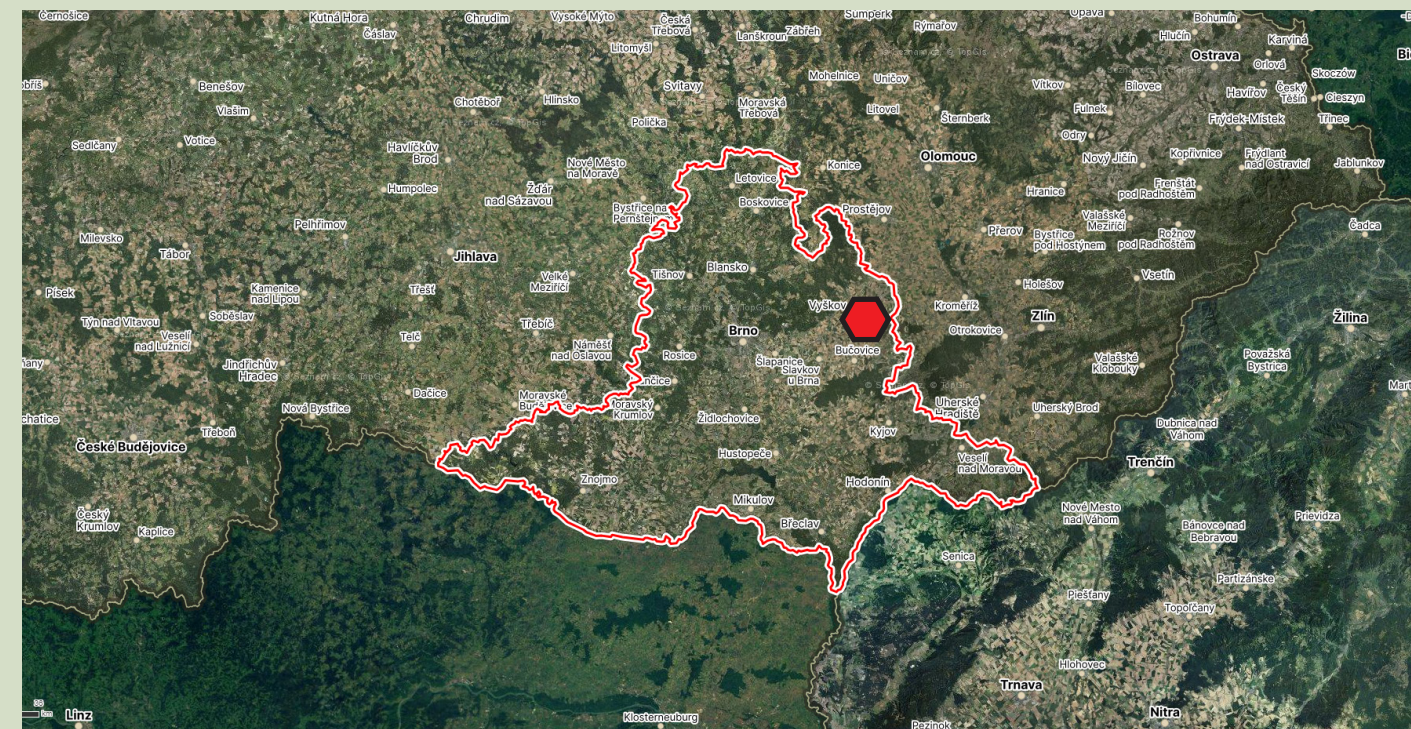 Černošice
Kutná Hora
Chrudim
Vysoké Mýto
Česká
Třebová
Šumperk
Rýmařov
Opava
Bohumín
Čáslav
Litomyšl
Lanškroun
Zábřeh
Hlučín
Karviná
Ostrava
Orlová
Skoczów
Benešov
Svitavy
Mohelnice
Uničov
Vítkov
Bílovec
Havířov
Český
Těšín
Cieszyn
Vlašim
Chotěboř
Hlinsko
Moravská
Třebová
Litovel
Šternberk
Fulnek
Frýdek-Místek
Třinec
Polička
Sedlčany
Votice
Havlíčkův
Brod
Odry
Nový Jičín
Kopřivnice
Frýdlant
nad Ostravicí
Jablunkov
Nové Město
na Moravě
Letovice
Konice
Olomouc
Humpolec
Žďár
nad Sázavou
Boskovice
Hranice
Frenštát
pod Radhoštěm
Bystřice na
Pernštejnem
Prostějov
Valašské
Meziříčí
Pelhřimov
Přerov
Bystřice
pod Hostýnem
Rožnov
pod Radhoštěm
Čadca
Milevsko
Tábor
Jihlava
Velké
Meziříčí
Tišnov
Blansko
Holešov
Vsetín
Písek
Kamenice
nad Lipou
Třešť
Vyškov
Kroměříž
Týn nad Vltavou
Soběslav
Třebíč
Brno
Otrokovice
Zlín
Žilina
Veselí
nad Lužnicí
Telč
Náměšť
nad Oslavou
Rosice
Šlapanice
Bučovice
Považská
Bystrica
Jindřichův
Hradec
Slavkov
u Brna
Valašské
Klobouky
Dačice
Nová Bystřice
Moravské
Moravský
Krumlov
Židlochovice
Uherské
Hradiště
Uherský Brod
Třeboň
Kyjov
Dubnica nad
Váhom
České Budějovice
Hustopeče
Veselí
nad Moravou
Trenčín
Znojmo
Hodonín
Mikulov
Břeclav
Nové Mesto
nad Váhom
Prievidza
Český
Krumlov
Kaplice
Bánovce nad
Bebravou
Senica
Partizánske
Piešťany
Topoľčany
Hlohovec
Trnava
Nitra
Linz
Klosterneuburg
Pezinok
km